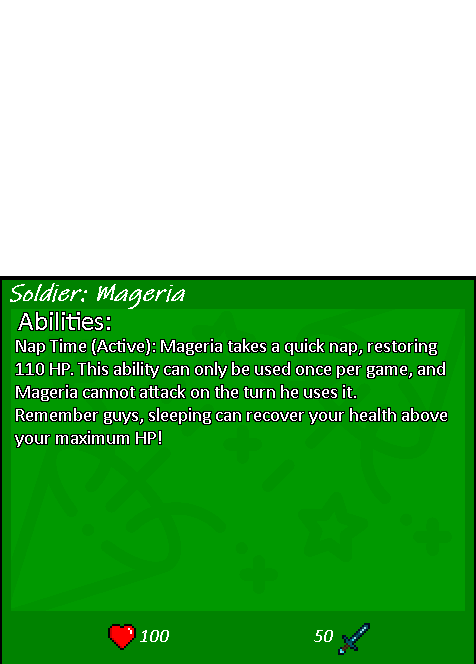 Soldier: Mageria
Abilities:
Nap Time (Active): Mageria takes a quick nap, restoring
110 HP. This ability can only be used once per game, and
Mageria cannot attack on the turn he uses it.
Remember guys, sleeping can recover your health above
your maximum HP!
100 50